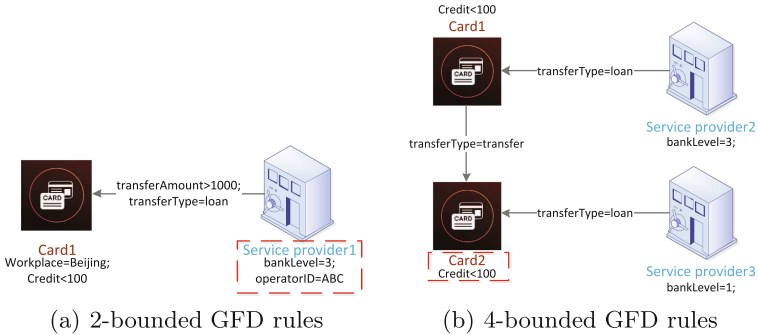 transferAmount>1000;
transferType=loan
CARD
Card1
Workplace=Beijing;
Credit<100
Service provider1
bankLevel=3;
operatorID=ABC
(a) 2-bounded GFD rules
Credit<100
Card1
CARD
transferType=loan
Service provider2
bankLevel=3;
transferType=transfer
CARD
transferType=loan
Card2
Credit<100
Service provider3
bankLevel=1;
(b) 4-bounded GFD rules